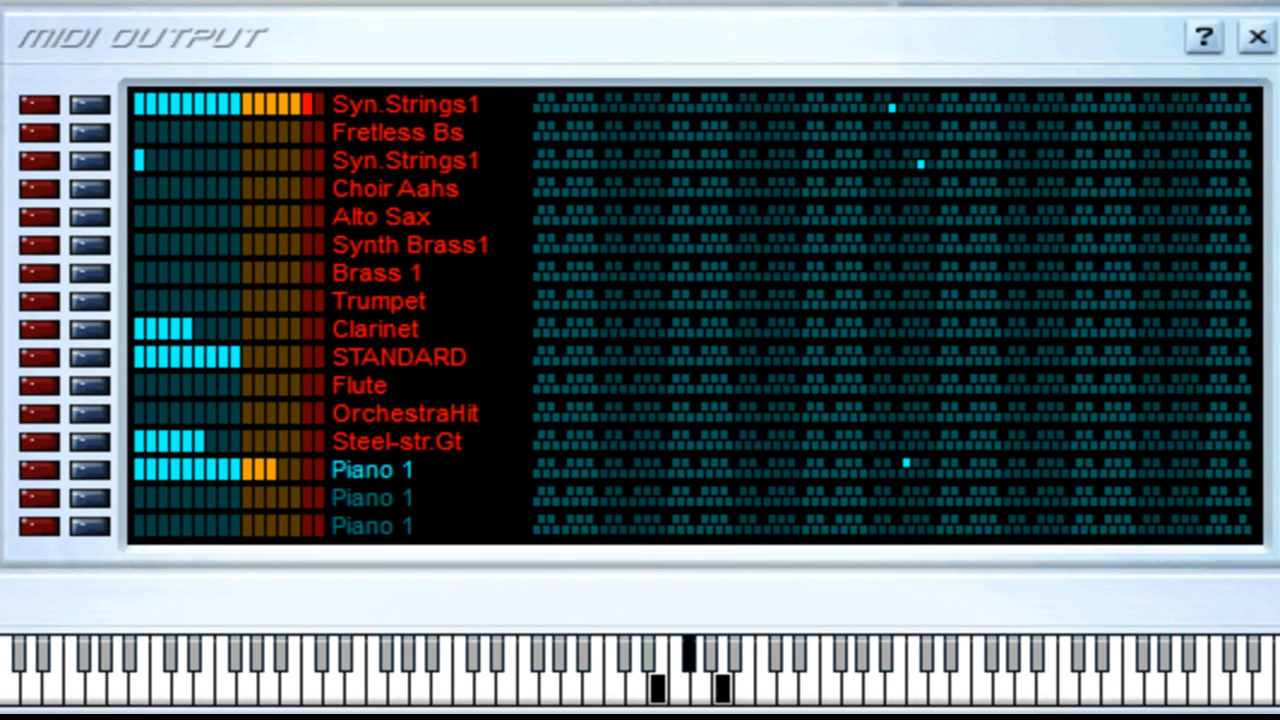 MIDI OUTPUT
? ×
Syn.Strings1
Fretless Bs
Syn.Strings1
Choir Aahs
Alto Sax
Synth Brass1
Brass 1
Trumpet
Clarinet
STANDARD
Flute
OrchestraHit
Steel-str.Gt
Piano 1
Piano 1
Piano 1